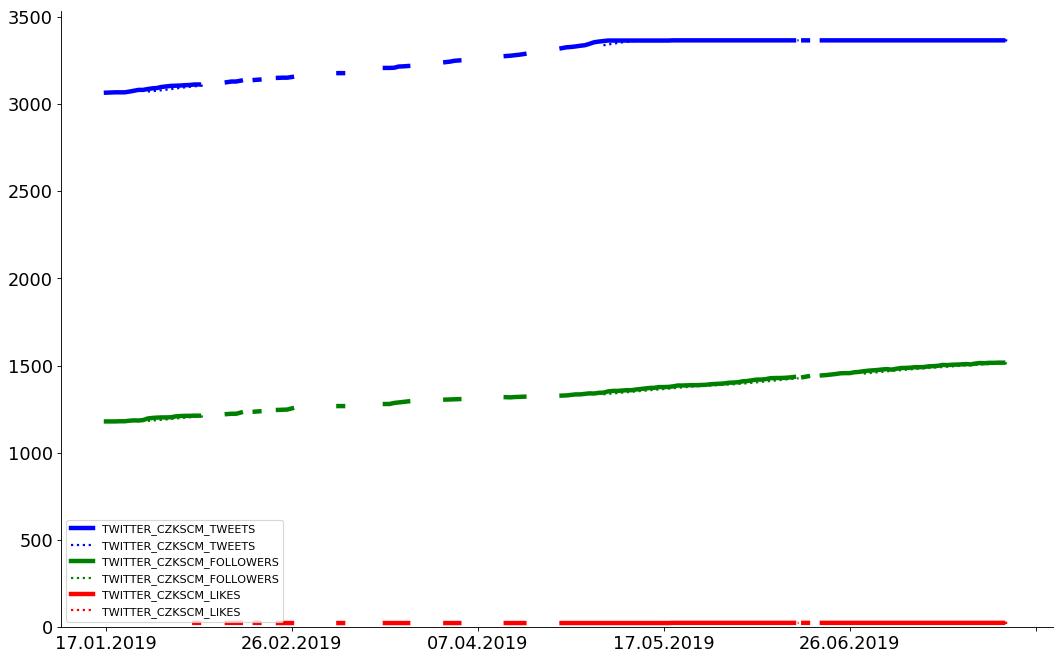 3500
3000
2500
2000
1500
1000
500
0
TWITTER_CZKSCM_TWEETS
TWITTER_CZKSCM_TWEETS
TWITTER_CZKSCM_FOLLOWERS
TWITTER_CZKSCM_FOLLOWERS
TWITTER_CZKSCM_LIKES
TWITTER_CZKSCM_LIKES
17.01.2019 26.02.2019 07.04.2019 17.05.2019 26.06.2019